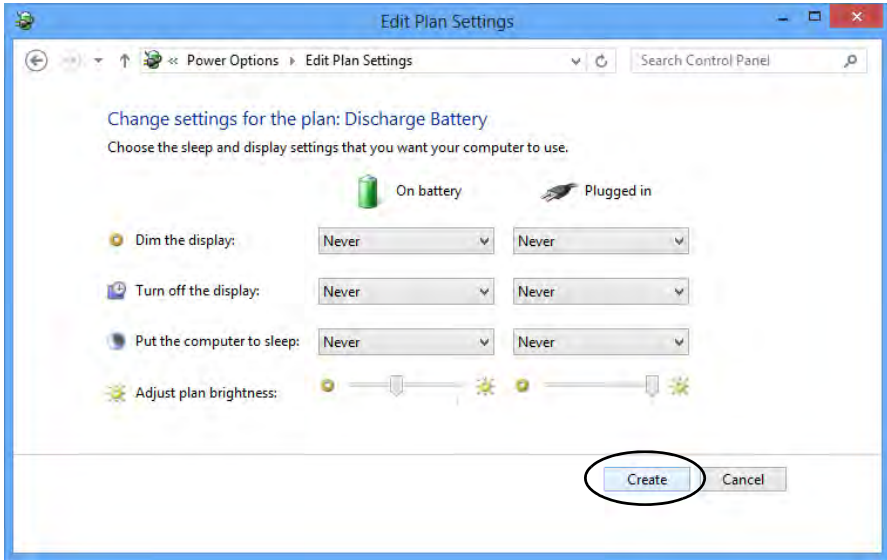 Edit Plan Settings
« Power Options Edit Plan Settings Search Control Panel
Change settings for the plan: Discharge Battery
Choose the sleep and display settings that you want your computer to use.
On battery Plugged in
Dim the display: Never Never
Turn off the display: Never Never
Put the computer to sleep: Never Never
Adjust plan brightness:
Create Cancel